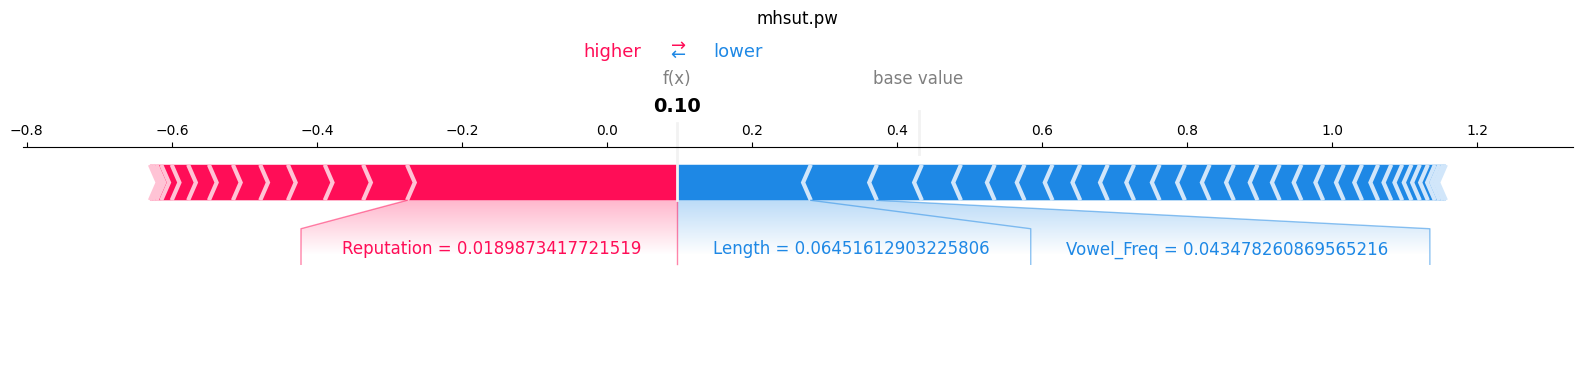 mhsut.pw
higher → ← lower
f(x) base value
0.10
−0.8 −0.6 −0.4 −0.2 0.0 0.2 0.4 0.6 0.8 1.0 1.2
Reputation = 0.0189873417721519 Length = 0.06451612903225806 Vowel_Freq = 0.043478260869565216